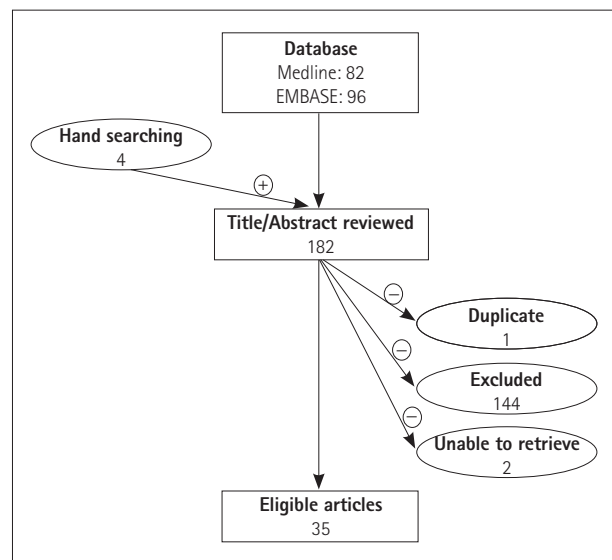 Database
Medline: 82
EMBASE: 96
Hand searching
4
+
Title/Abstract reviewed
182
−
Duplicate
1
−
Excluded
144
−
Unable to retrieve
2
Eligible articles
35